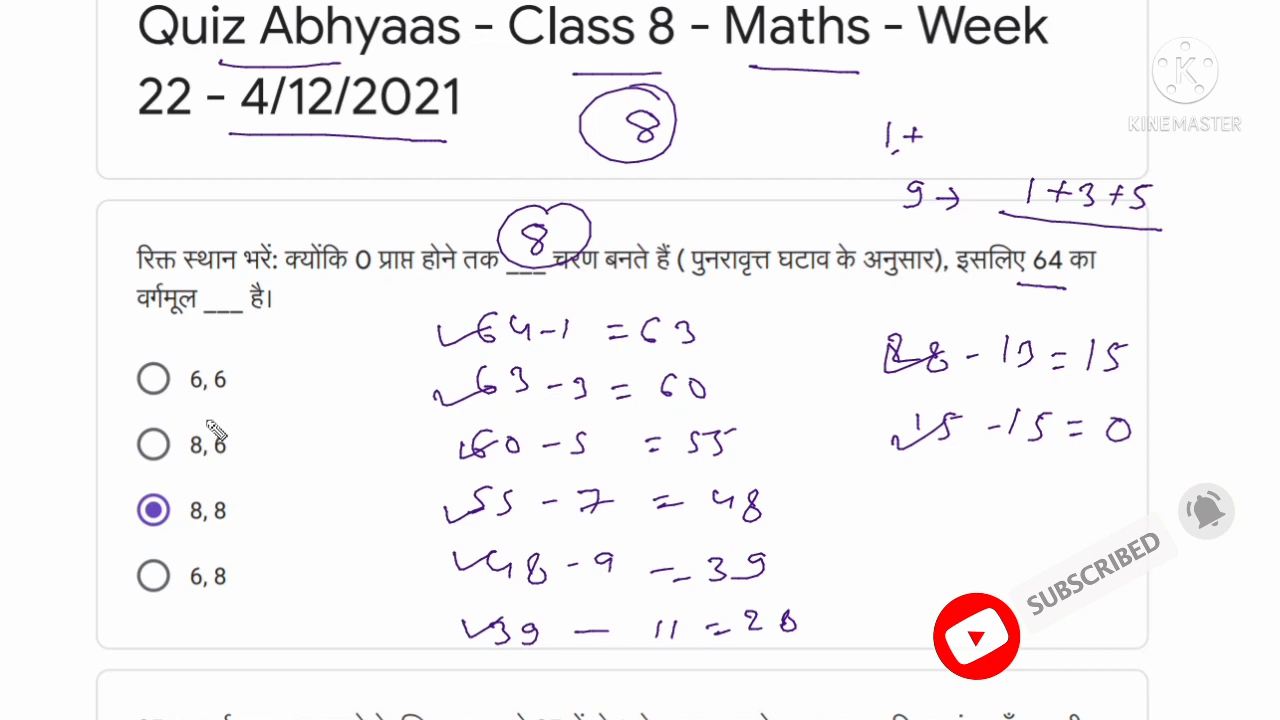 Quiz Abhyaas - Class 8 - Maths - Week
22 - 4/12/2021
8
1,+
9 → 1+3+5
KINEMASTER
8
रिक्त स्थान भरें: क्योंकि 0 प्राप्त होने तक ___ चरण बनते हैं ( पुनरावृत्त घटाव के अनुसार), इसलिए 64 का
वर्गमूल ___ है।
6, 6
8, 6
8, 8
6, 8
64-1 = 63
63-3 = 60
60-5 = 55
55-7 = 48
48-9 = 39
39-11 = 28
28-13 = 15
15-15 = 0
SUBSCRIBED